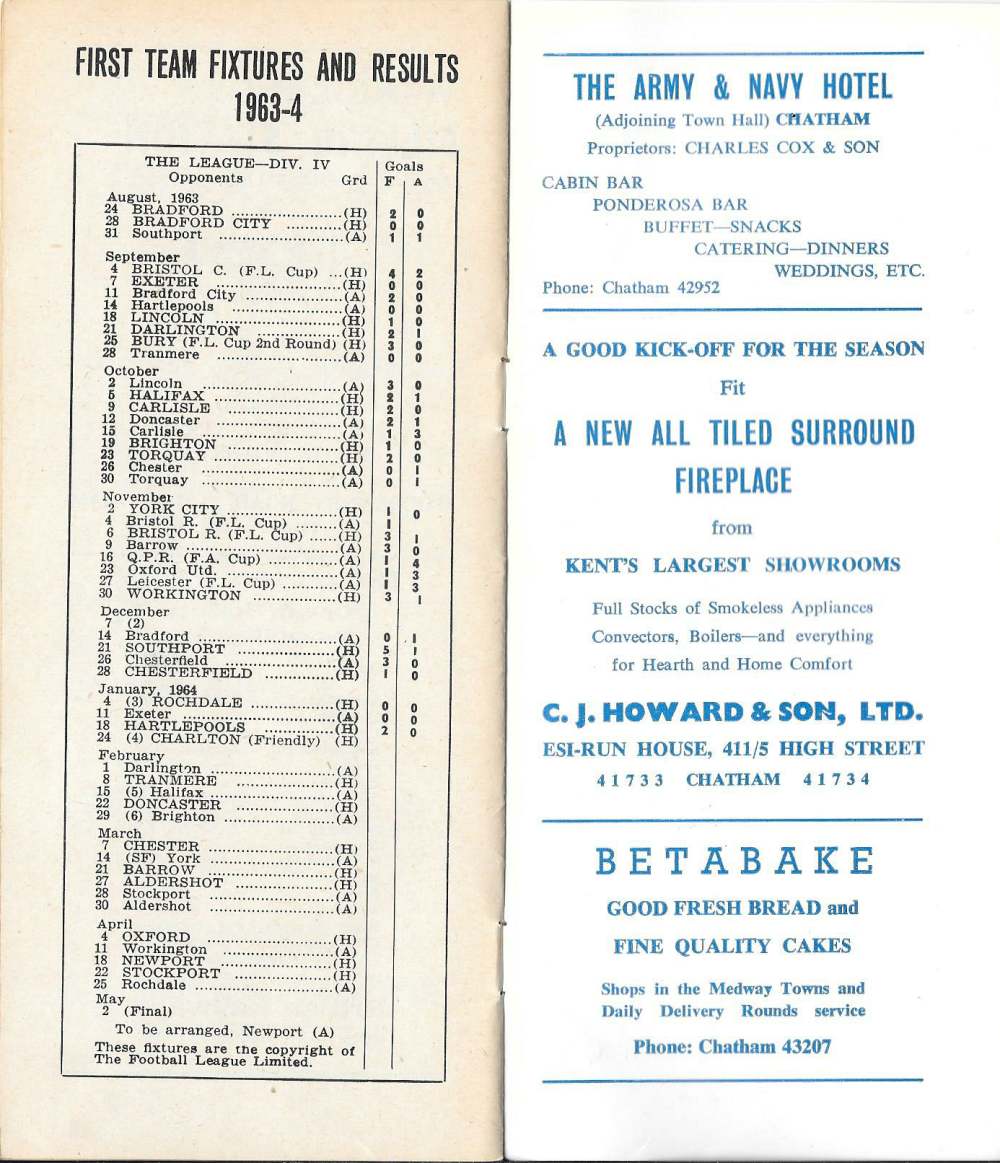 FIRST TEAM FIXTURES AND RESULTS
1963-4
THE LEAGUE—DIV. IV Goals
Opponents Grd F A
August, 1963
24 BRADFORD ........................(H) 2 0
28 BRADFORD CITY ............(H) 0 0
31 Southport ...........................(A) 1 1
September
4 BRISTOL C. (F.L. Cup) ...(H) 4 2
7 EXETER ...........................(H) 0 0
11 Bradford City .....................(A) 2 0
14 Hartlepools ........................(A) 0 0
18 LINCOLN ...........................(H) 1 0
21 DARLINGTON ..................(H) 2 1
25 BURY (F.L. Cup 2nd Round) (H) 3 0
28 Tranmere ...........................(A) 0 0
October
2 Lincoln ..............................(A) 3 0
5 HALIFAX ...........................(H) 2 1
9 CARLISLE ........................(H) 2 0
12 Doncaster ...........................(A) 2 1
15 Carlisle ..............................(A) 1 3
19 BRIGHTON ........................(H) 1 0
23 TORQUAY ........................(H) 2 0
26 Chester ..............................(A) 0 1
30 Torquay ..............................(A) 0 1
November
2 YORK CITY ........................(H) 1 0
4 Bristol R. (F.L. Cup) .........(A) 1
6 BRISTOL R. (F.L. Cup) ......(H) 3 1
9 Barrow ..............................(A) 3 0
16 Q.P.R. (F.A. Cup) ...............(A) 1 4
23 Oxford Utd. ........................(A) 1 3
27 Leicester (F.L. Cup) ............(A) 1 3
30 WORKINGTON ..................(H) 3 1
December
7 (2)
14 Bradford ..............................(A) 0 1
21 SOUTHPORT .....................(H) 5 1
26 Chesterfield ........................(A) 3 0
28 CHESTERFIELD ...............(H) 1 0
January, 1964
4 (3) ROCHDALE ..................(H) 0 0
11 Exeter ..............................(A) 0 0
18 HARTLEPOOLS ..................(H) 2 0
24 (4) CHARLTON (Friendly) (H)
February
1 Darlington ...........................(A)
8 TRANMERE .....................(H)
15 (5) Halifax ...........................(A)
22 DONCASTER .....................(H)
29 (6) Brighton ........................(A)
March
7 CHESTER ...........................(H)
14 (SF) York ........................(A)
21 BARROW ...........................(H)
27 ALDERSHOT .....................(H)
28 Stockport ...........................(A)
30 Aldershot ...........................(A)
April
4 OXFORD ...........................(H)
11 Workington ........................(A)
18 NEWPORT ........................(H)
22 STOCKPORT .....................(H)
25 Rochdale ...........................(A)
May
2 (Final)
To be arranged, Newport (A)
These fixtures are the copyright of
The Football League Limited.
THE ARMY & NAVY HOTEL
(Adjoining Town Hall) CHATHAM
Proprietors: CHARLES COX & SON
CABIN BAR
PONDEROSA BAR
BUFFET—SNACKS
CATERING—DINNERS
WEDDINGS, ETC.
Phone: Chatham 42952
A GOOD KICK-OFF FOR THE SEASON
Fit
A NEW ALL TILED SURROUND
FIREPLACE
from
KENT'S LARGEST SHOWROOMS
Full Stocks of Smokeless Appliances
Convectors, Boilers—and everything
for Hearth and Home Comfort
C. J. HOWARD & SON, LTD.
ESI-RUN HOUSE, 411/5 HIGH STREET
41733 CHATHAM 41734
BETABAKE
GOOD FRESH BREAD and
FINE QUALITY CAKES
Shops in the Medway Towns and
Daily Delivery Rounds service
Phone: Chatham 43207